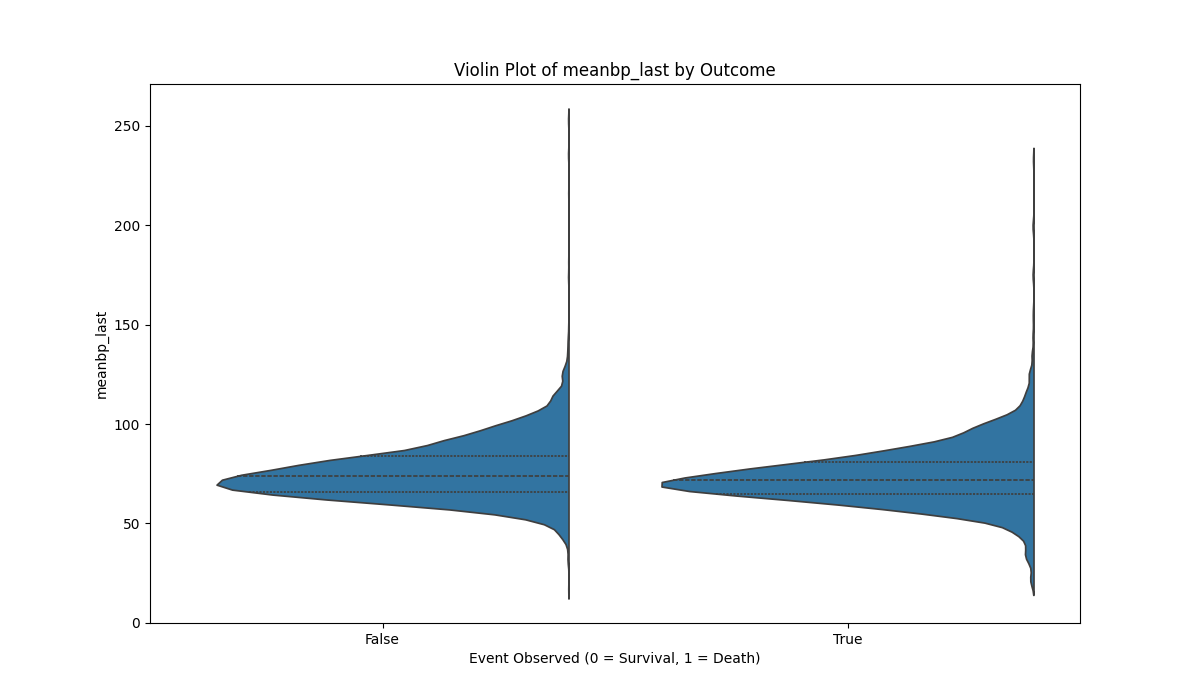 Violin Plot of meanbp_last by Outcome
250
200
150
100
50
0
meanbp_last
False
True
Event Observed (0 = Survival, 1 = Death)